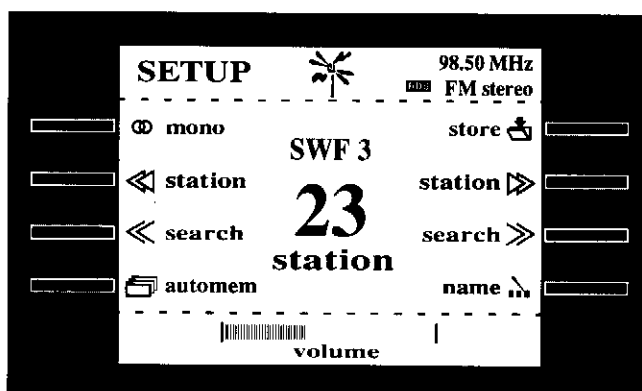 SETUP
98.50 MHz
RDS FM stereo
mono
store
SWF 3
station
station
23
search
search
station
automem
name
volume